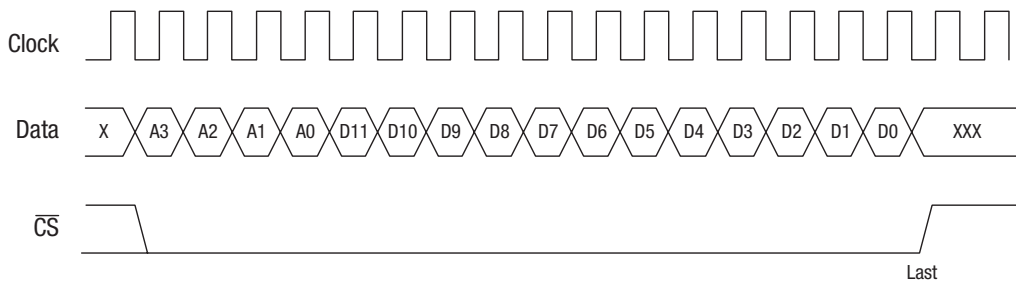 Clock
Data X A3 A2 A1 A0 D11 D10 D9 D8 D7 D6 D5 D4 D3 D2 D1 D0 XXX
CS
Last